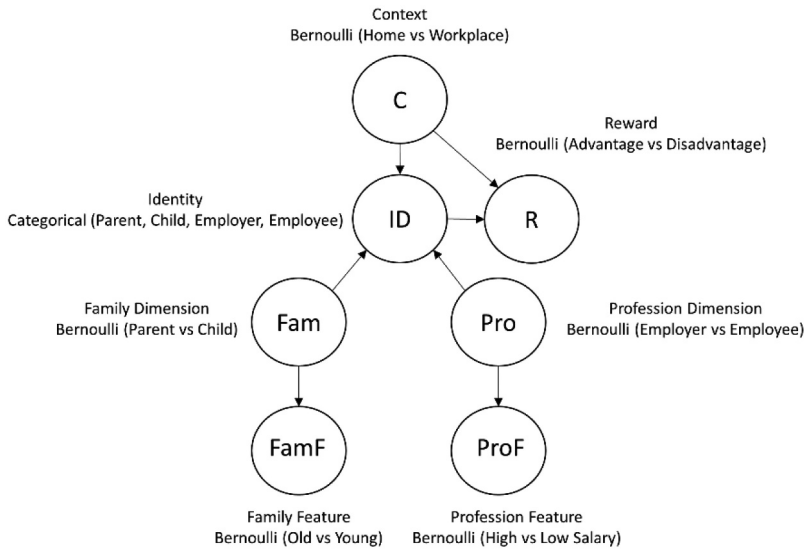 Context
Bernoulli (Home vs Workplace)
C
Reward
Bernoulli (Advantage vs Disadvantage)
Identity
Categorical (Parent, Child, Employer, Employee)
ID
R
Family Dimension
Bernoulli (Parent vs Child)
Fam
Pro
Profession Dimension
Bernoulli (Employer vs Employee)
FamF
ProF
Family Feature
Bernoulli (Old vs Young)
Profession Feature
Bernoulli (High vs Low Salary)